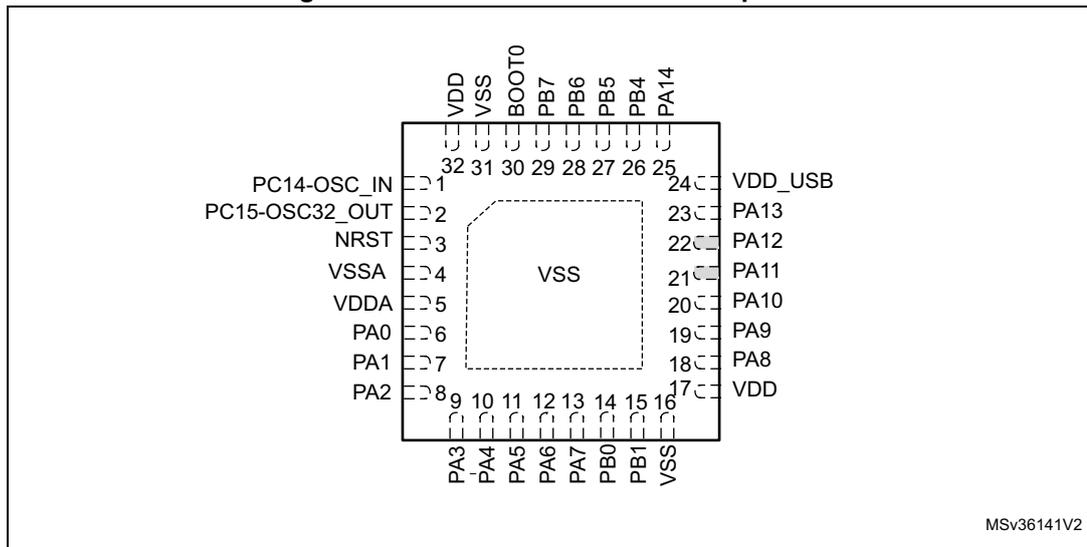 VDD
VSS
BOOT0
PB7
PB6
PB5
PB4
PA14
32 31 30 29 28 27 26 25
PC14-OSC_IN 1
PC15-OSC32_OUT 2
NRST 3
VSSA 4
VDDA 5
PA0 6
PA1 7
PA2 8
VSS
24 VDD_USB
23 PA13
22 PA12
21 PA11
20 PA10
19 PA9
18 PA8
17 VDD
9 10 11 12 13 14 15 16
PA3
PA4
PA5
PA6
PA7
PB0
PB1
VSS
MSv36141V2